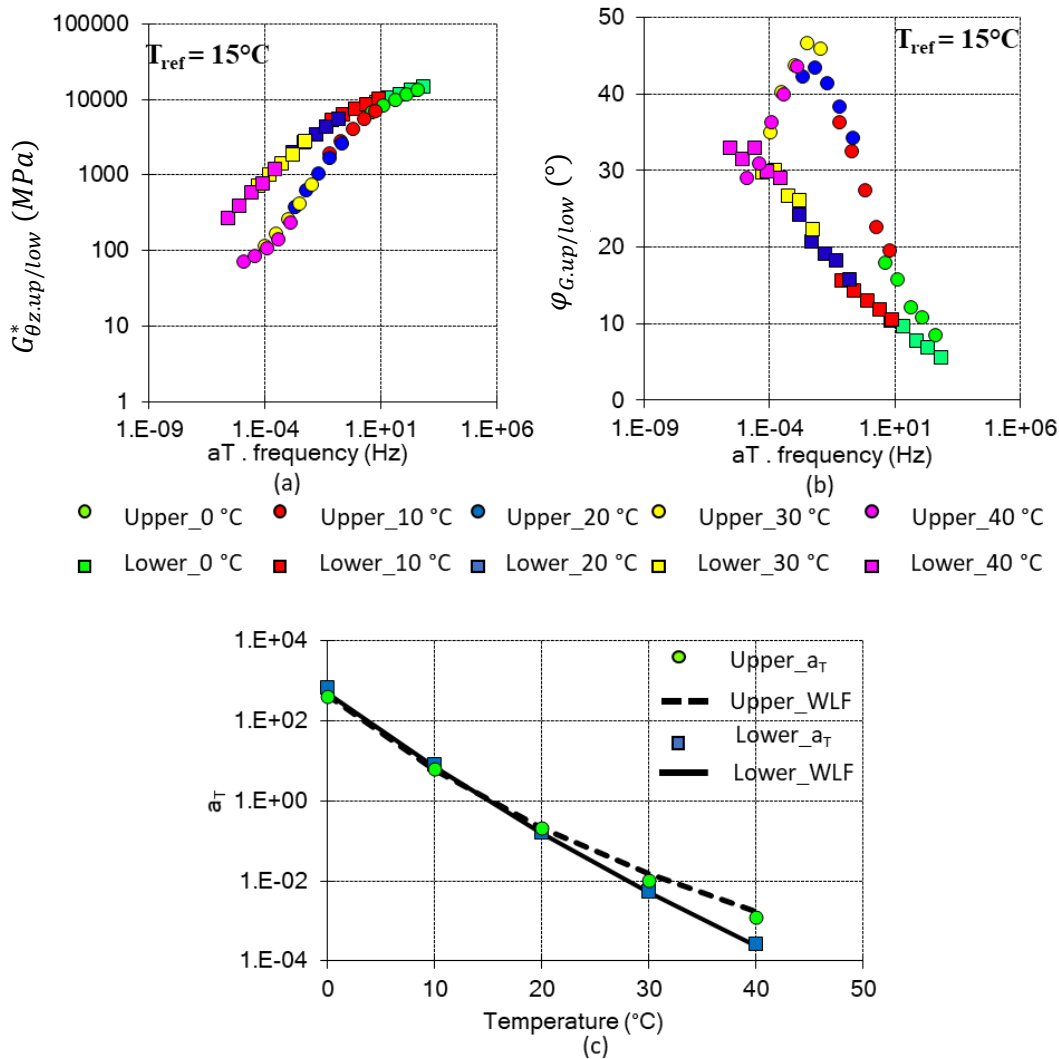 T_ref = 15°C
G*_θz.up/low (MPa)
100000
10000
1000
100
10
1
1.E-09 1.E-04 1.E+01 1.E+06
aT . frequency (Hz)
(a)
T_ref = 15°C
φ_G.up/low (°)
50
40
30
20
10
0
1.E-09 1.E-04 1.E+01 1.E+06
aT . frequency (Hz)
(b)
Upper_0 °C Upper_10 °C Upper_20 °C Upper_30 °C Upper_40 °C
Lower_0 °C Lower_10 °C Lower_20 °C Lower_30 °C Lower_40 °C
a_T
1.E+04
1.E+02
1.E+00
1.E-02
1.E-04
Upper_a_T
Upper_WLF
Lower_a_T
Lower_WLF
0 10 20 30 40 50
Temperature (°C)
(c)